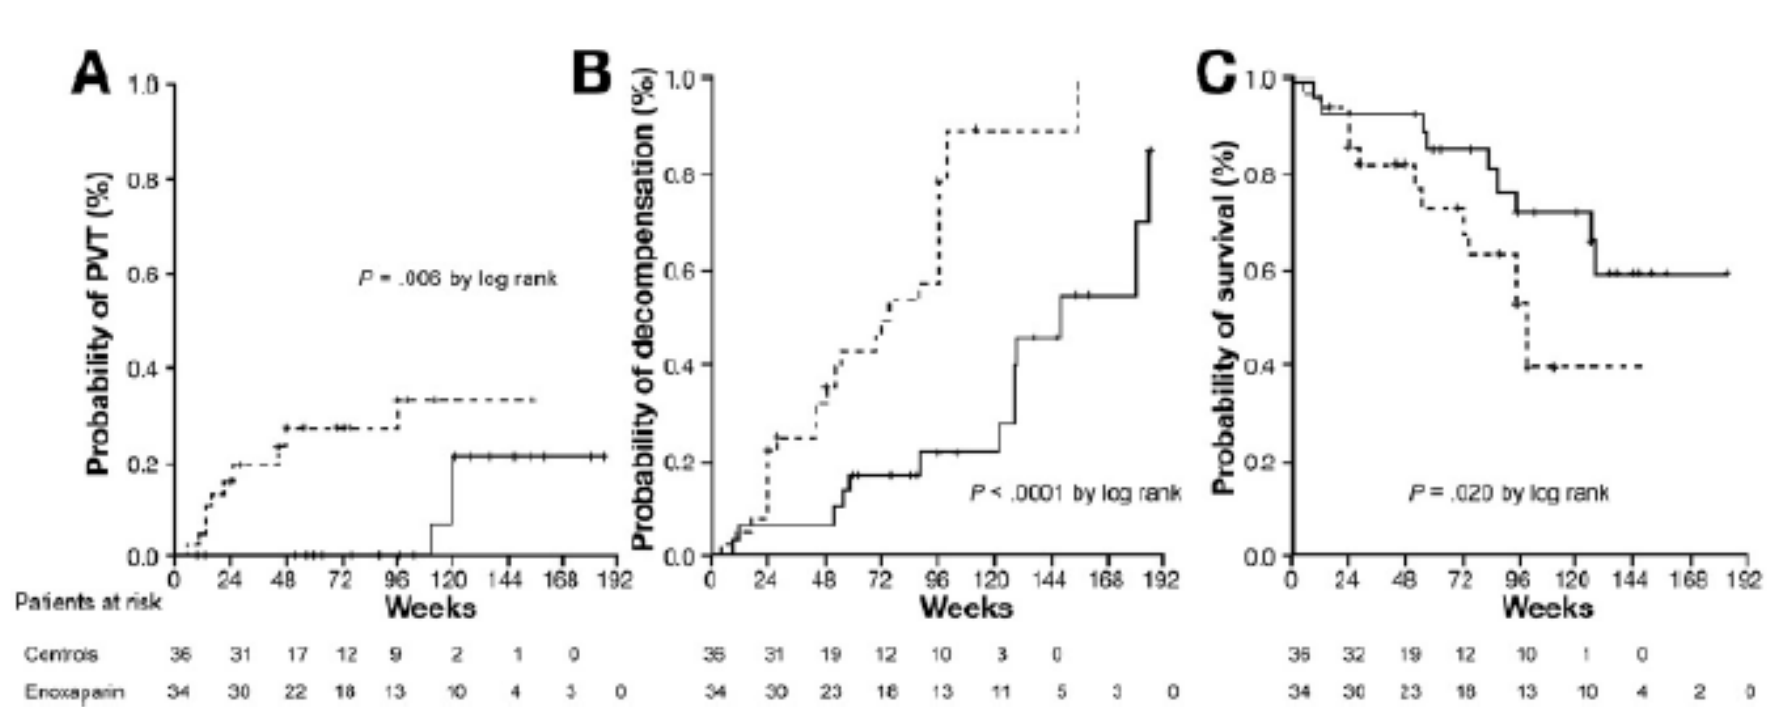 A
B
C
Probability of PVT (%)
1.0
0.8
0.6
0.4
0.2
0.0
P = .006 by log rank
0 24 48 72 96 120 144 168 192
Weeks
Probability of decompensation (%)
1.0
0.8
0.6
0.4
0.2
0.0
P < .0001 by log rank
0 24 48 72 96 120 144 168 192
Weeks
Probability of survival (%)
1.0
0.8
0.6
0.4
0.2
0.0
P = .020 by log rank
0 24 48 72 96 120 144 168 192
Weeks
Patients at risk
Controls 36 31 17 12 9 2 1 0
36 31 19 12 10 3 0
36 32 19 12 10 1 0
Enoxaparin 34 30 22 18 13 10 4 3 0
34 30 23 18 13 11 5 3 0
34 30 23 18 13 10 4 2 0